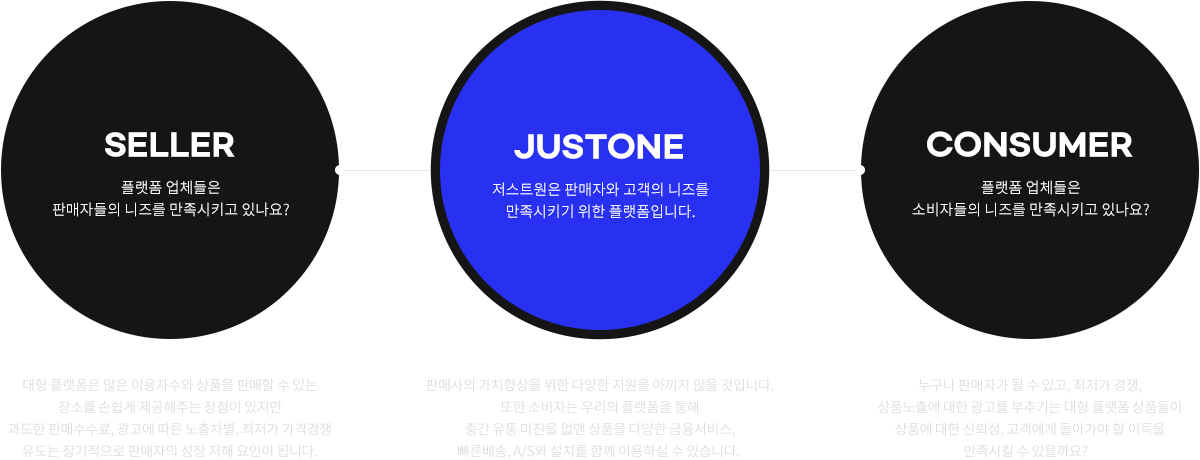 SELLER
플랫폼 업체들은
판매자들의 니즈를 만족시키고 있나요?
JUSTONE
저스트원은 판매자와 고객의 니즈를
만족시키기 위한 플랫폼입니다.
CONSUMER
플랫폼 업체들은
소비자들의 니즈를 만족시키고 있나요?
대형 플랫폼은 많은 이용자수와 상품을 판매할 수 있는
장소를 손쉽게 제공해주는 장점이 있지만
과도한 판매수수료, 광고에 따른 노출차별, 최저가 가격경쟁
유도는 장기적으로 판매자의 성장 저해 요인이 됩니다.
판매사의 가치향상을 위한 다양한 지원을 아끼지 않을 것입니다.
또한 소비자는 우리의 플랫폼을 통해
중간 유통 마진을 없앤 상품을 다양한 금융서비스,
빠른배송, A/S와 설치를 함께 이용하실 수 있습니다.
누구나 판매자가 될 수 있고, 최저가 경쟁,
상품노출에 대한 광고를 부추기는 대형 플랫폼 상품들이
상품에 대한 신뢰성, 고객에게 돌아가야 할 이득을
만족시킬 수 있을까요?